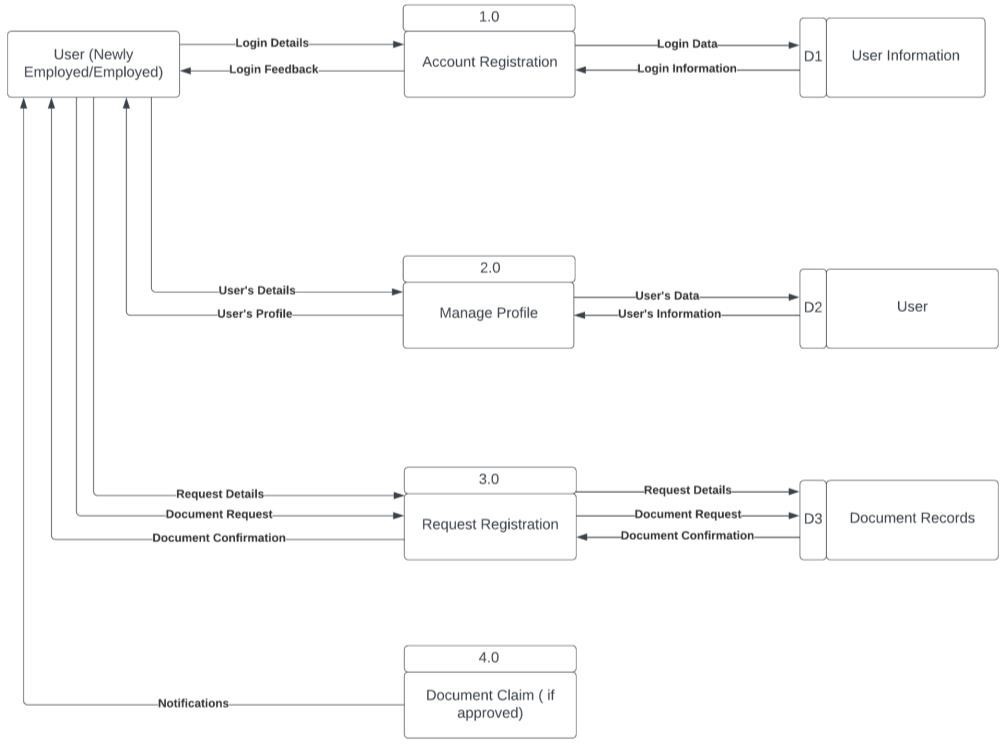 1.0
User (Newly
Employed/Employed)
Login Details
Login Feedback
Account Registration
Login Data
Login Information
D1
User Information
2.0
User's Details
User's Profile
Manage Profile
User's Data
User's Information
D2
User
3.0
Request Details
Document Request
Document Confirmation
Request Registration
Request Details
Document Request
Document Confirmation
D3
Document Records
4.0
Notifications
Document Claim ( if
approved)